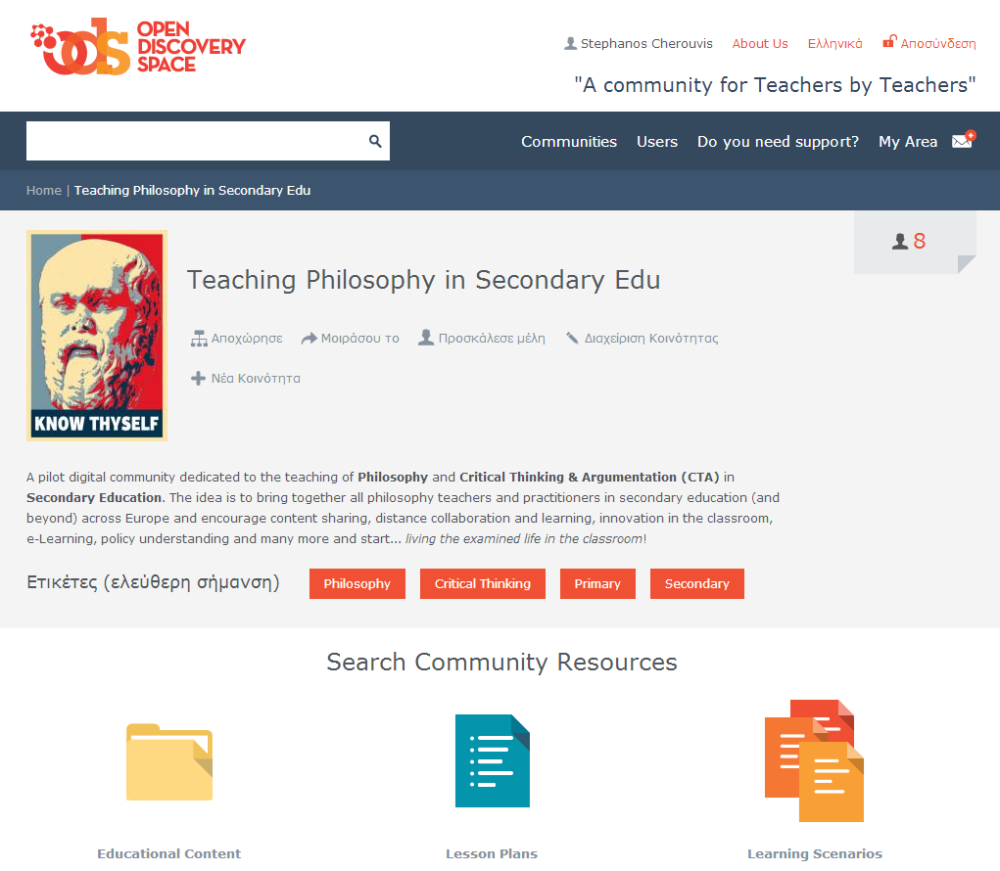 OPEN
DISCOVERY
SPACE
Stephanos Cherouvis About Us Ελληνικά Αποσύνδεση
"A community for Teachers by Teachers"
Communities Users Do you need support? My Area
Home | Teaching Philosophy in Secondary Edu
8
Teaching Philosophy in Secondary Edu
Αποχώρησε Μοιράσου το Προσκάλεσε μέλη Διαχείριση Κοινότητας
Νέα Κοινότητα
KNOW THYSELF
A pilot digital community dedicated to the teaching of Philosophy and Critical Thinking & Argumentation (CTA) in
Secondary Education. The idea is to bring together all philosophy teachers and practitioners in secondary education (and
beyond) across Europe and encourage content sharing, distance collaboration and learning, innovation in the classroom,
e-Learning, policy understanding and many more and start... living the examined life in the classroom!
Ετικέτες (ελεύθερη σήμανση) Philosophy Critical Thinking Primary Secondary
Search Community Resources
Educational Content Lesson Plans Learning Scenarios